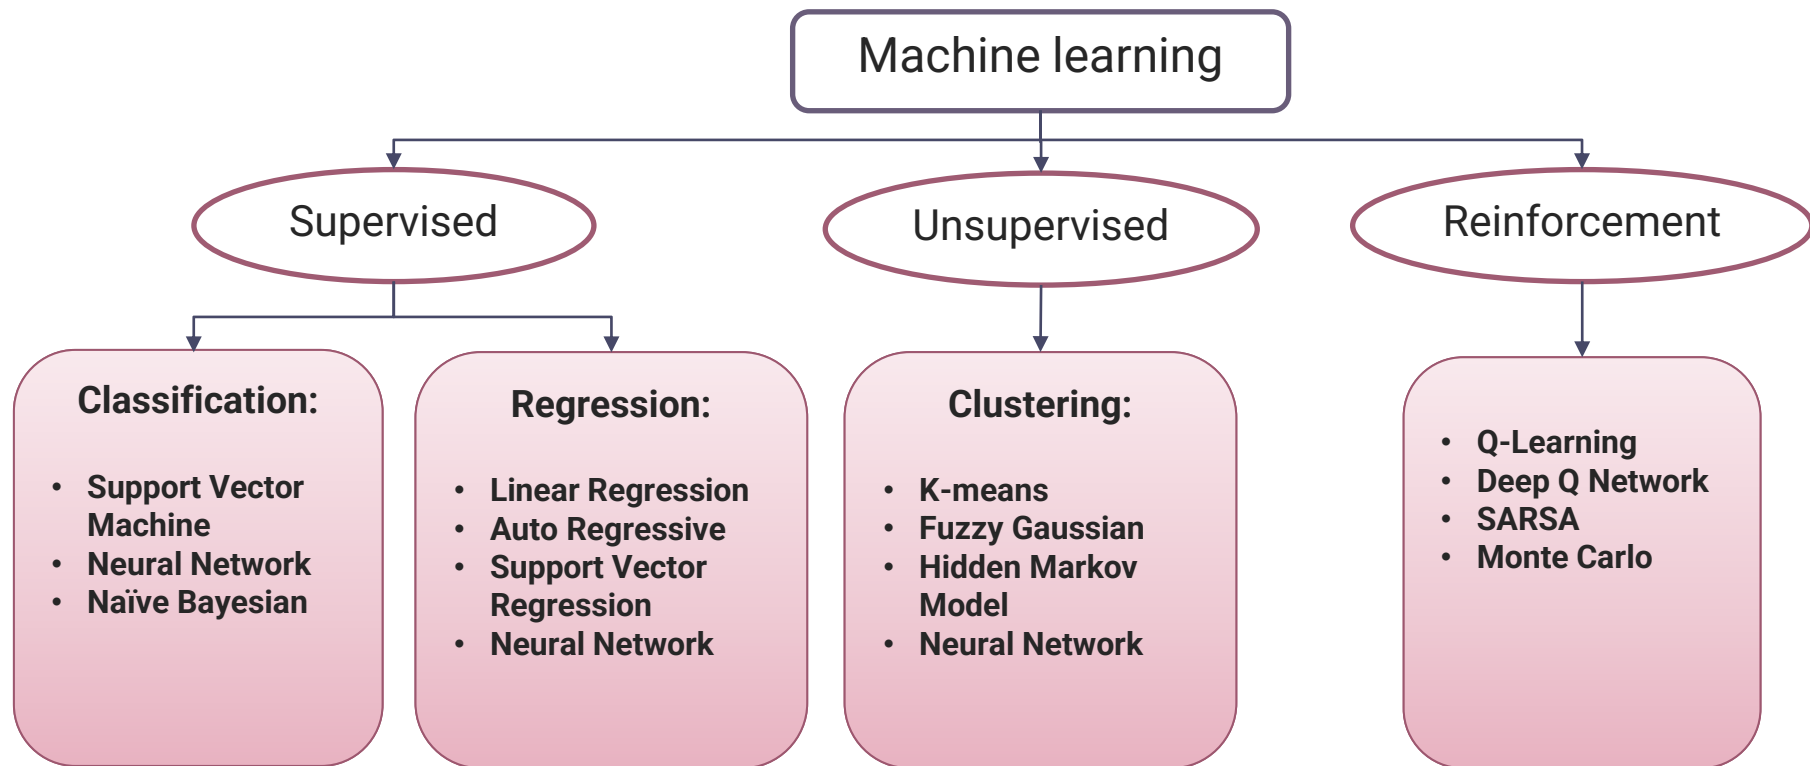 Machine learning
Supervised
Unsupervised
Reinforcement
Classification:
• Support Vector
Machine
• Neural Network
• Naïve Bayesian
Regression:
• Linear Regression
• Auto Regressive
• Support Vector
Regression
• Neural Network
Clustering:
• K-means
• Fuzzy Gaussian
• Hidden Markov
Model
• Neural Network
• Q-Learning
• Deep Q Network
• SARSA
• Monte Carlo